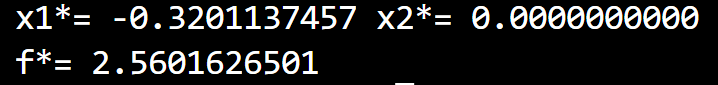 x1*= -0.3201137457 x2*= 0.0000000000
f*= 2.5601626501